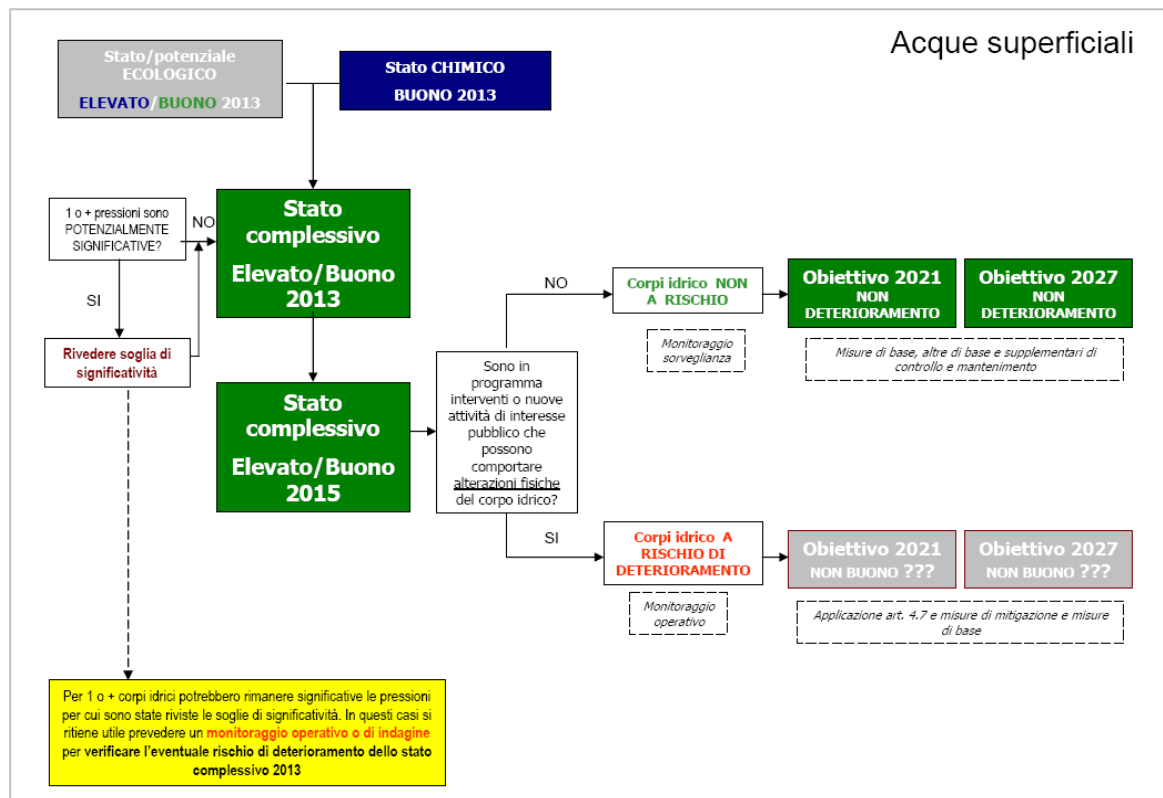 Acque superficiali
Stato/potenziale
ECOLOGICO
ELEVATO/BUONO 2013
Stato CHIMICO
BUONO 2013
1 o + pressioni sono
POTENZIALMENTE
SIGNIFICATIVE?
NO
SI
Rivedere soglia di
significatività
Stato
complessivo
Elevato/Buono
2013
Stato
complessivo
Elevato/Buono
2015
Sono in
programma
interventi o nuove
attività di interesse
pubblico che
possono
comportare
alterazioni fisiche
del corpo idrico?
NO
Corpi idrico NON
A RISCHIO
Monitoraggio
sorveglianza
Obiettivo 2021
NON
DETERIORAMENTO
Obiettivo 2027
NON
DETERIORAMENTO
Misure di base, altre di base e supplementari di
controllo e mantenimento
SI
Corpi idrico A
RISCHIO DI
DETERIORAMENTO
Monitoraggio
operativo
Obiettivo 2021
NON BUONO ???
Obiettivo 2027
NON BUONO ???
Applicazione art. 4.7 e misure di mitigazione e misure
di base
Per 1 o + corpi idrici potrebbero rimanere significative le pressioni
per cui sono state riviste le soglie di significatività. In questi casi si
ritiene utile prevedere un monitoraggio operativo o di indagine
per verificare l'eventuale rischio di deterioramento dello stato
complessivo 2013